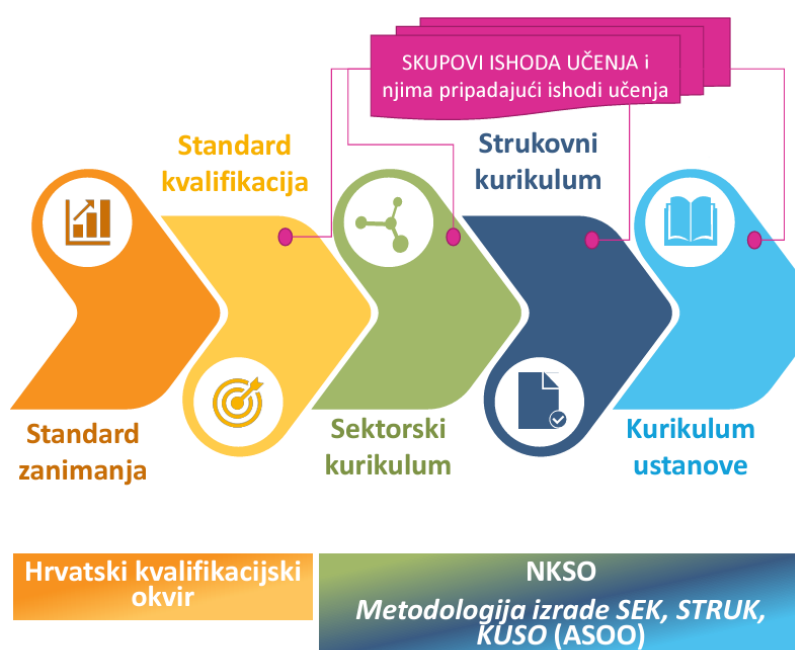 SKUPOVI ISHODA UČENJA i
njima pripadajući ishodi učenja
Standard
kvalifikacija
Strukovni
kurikulum
Standard
zanimanja
Sektorski
kurikulum
Kurikulum
ustanove
Hrvatski kvalifikacijski
okvir
NKSO
Metodologija izrade SEK, STRUK,
KUSO (ASOO)